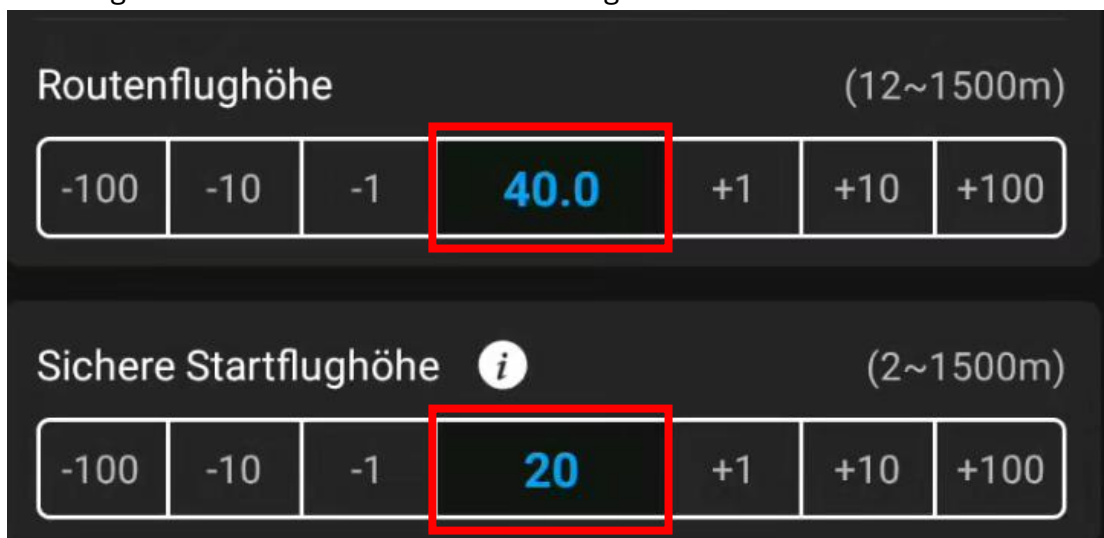 Routenflughöhe (12~1500m)
-100 -10 -1 40.0 +1 +10 +100
Sichere Startflughöhe i (2~1500m)
-100 -10 -1 20 +1 +10 +100